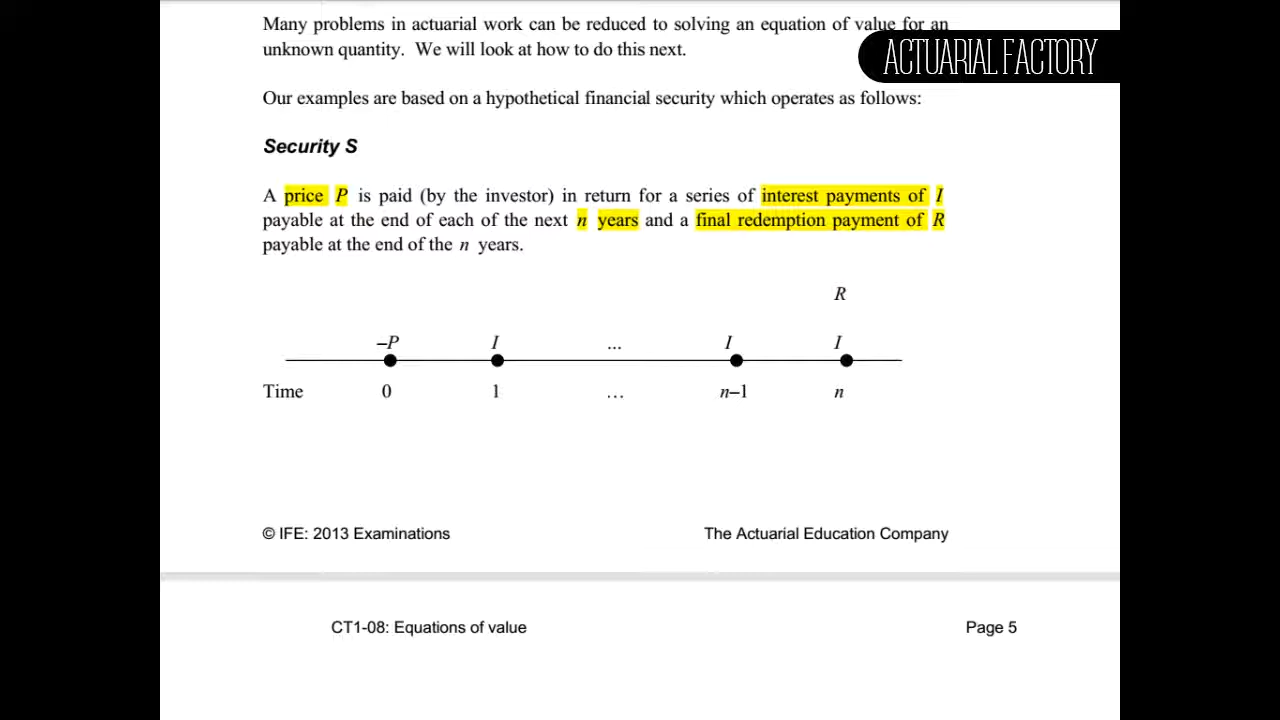 Many problems in actuarial work can be reduced to solving an equation of value for an
unknown quantity. We will look at how to do this next.
ACTUARIAL FACTORY
Our examples are based on a hypothetical financial security which operates as follows:
Security S
A price P is paid (by the investor) in return for a series of interest payments of I
payable at the end of each of the next n years and a final redemption payment of R
payable at the end of the n years.
R
–P I ... I I
Time 0 1 ... n–1 n
© IFE: 2013 Examinations The Actuarial Education Company
CT1-08: Equations of value Page 5